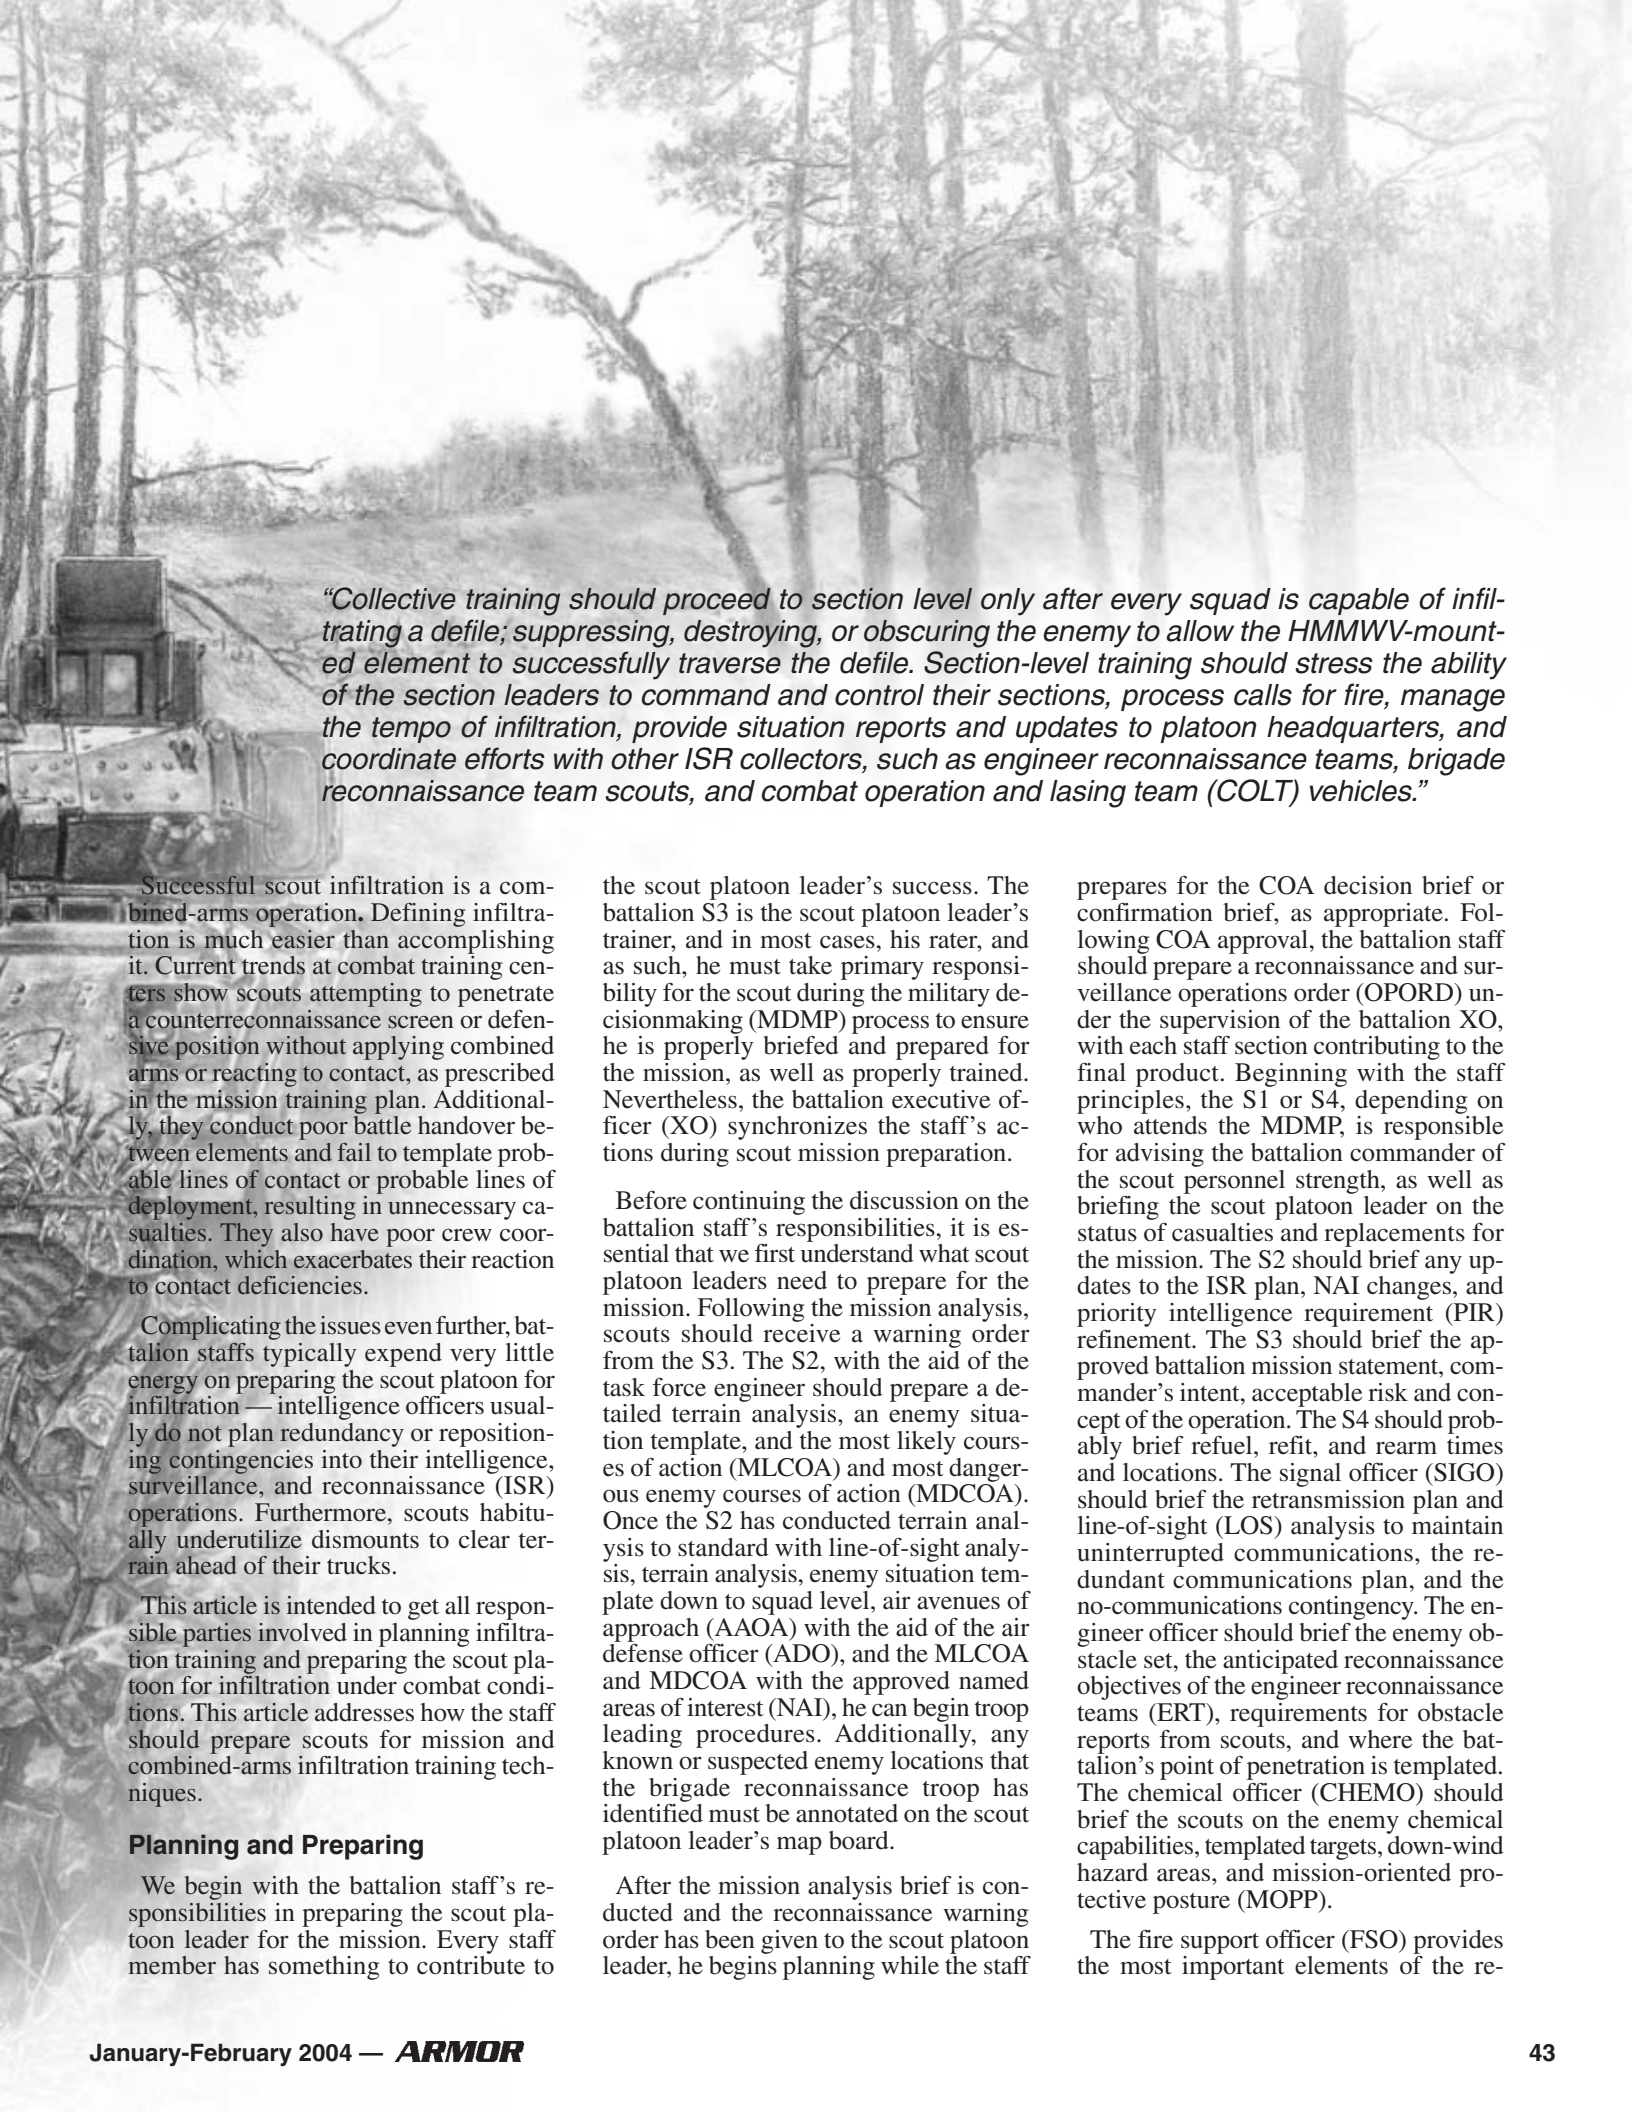 “Collective training should proceed to section level only after every squad is capable of infil-
trating a defile; suppressing, destroying, or obscuring the enemy to allow the HMMWV-mount-
ed element to successfully traverse the defile. Section-level training should stress the ability
of the section leaders to command and control their sections, process calls for fire, manage
the tempo of infiltration, provide situation reports and updates to platoon headquarters, and
coordinate efforts with other ISR collectors, such as engineer reconnaissance teams, brigade
reconnaissance team scouts, and combat operation and lasing team (COLT) vehicles.”
Successful scout infiltration is a com-
bined-arms operation. Defining infiltra-
tion is much easier than accomplishing
it. Current trends at combat training cen-
ters show scouts attempting to penetrate
a counterreconnaissance screen or defen-
sive position without applying combined
arms or reacting to contact, as prescribed
in the mission training plan. Additional-
ly, they conduct poor battle handover be-
tween elements and fail to template prob-
able lines of contact or probable lines of
deployment, resulting in unnecessary ca-
sualties. They also have poor crew coor-
dination, which exacerbates their reaction
to contact deficiencies.
Complicating the issues even further, bat-
talion staffs typically expend very little
energy on preparing the scout platoon for
infiltration — intelligence officers usual-
ly do not plan redundancy or reposition-
ing contingencies into their intelligence,
surveillance, and reconnaissance (ISR)
operations. Furthermore, scouts habitu-
ally underutilize dismounts to clear ter-
rain ahead of their trucks.
This article is intended to get all respon-
sible parties involved in planning infiltra-
tion training and preparing the scout pla-
toon for infiltration under combat condi-
tions. This article addresses how the staff
should prepare scouts for mission and
combined-arms infiltration training tech-
niques.
Planning and Preparing
We begin with the battalion staff’s re-
sponsibilities in preparing the scout pla-
toon leader for the mission. Every staff
member has something to contribute to
the scout platoon leader’s success. The
battalion S3 is the scout platoon leader’s
trainer, and in most cases, his rater, and
as such, he must take primary responsi-
bility for the scout during the military de-
cisionmaking (MDMP) process to ensure
he is properly briefed and prepared for
the mission, as well as properly trained.
Nevertheless, the battalion executive of-
ficer (XO) synchronizes the staff’s ac-
tions during scout mission preparation.
Before continuing the discussion on the
battalion staff’s responsibilities, it is es-
sential that we first understand what scout
platoon leaders need to prepare for the
mission. Following the mission analysis,
scouts should receive a warning order
from the S3. The S2, with the aid of the
task force engineer should prepare a de-
tailed terrain analysis, an enemy situa-
tion template, and the most likely cours-
es of action (MLCOA) and most danger-
ous enemy courses of action (MDCOA).
Once the S2 has conducted terrain anal-
ysis to standard with line-of-sight analy-
sis, terrain analysis, enemy situation tem-
plate down to squad level, air avenues of
approach (AAOA) with the aid of the air
defense officer (ADO), and the MLCOA
and MDCOA with the approved named
areas of interest (NAI), he can begin troop
leading procedures. Additionally, any
known or suspected enemy locations that
the brigade reconnaissance troop has
identified must be annotated on the scout
platoon leader’s map board.
After the mission analysis brief is con-
ducted and the reconnaissance warning
order has been given to the scout platoon
leader, he begins planning while the staff
prepares for the COA decision brief or
confirmation brief, as appropriate. Fol-
lowing COA approval, the battalion staff
should prepare a reconnaissance and sur-
veillance operations order (OPORD) un-
der the supervision of the battalion XO,
with each staff section contributing to the
final product. Beginning with the staff
principles, the S1 or S4, depending on
who attends the MDMP, is responsible
for advising the battalion commander of
the scout personnel strength, as well as
briefing the scout platoon leader on the
status of casualties and replacements for
the mission. The S2 should brief any up-
dates to the ISR plan, NAI changes, and
priority intelligence requirement (PIR)
refinement. The S3 should brief the ap-
proved battalion mission statement, com-
mander’s intent, acceptable risk and con-
cept of the operation. The S4 should prob-
ably brief refuel, refit, and rearm times
and locations. The signal officer (SIGO)
should brief the retransmission plan and
line-of-sight (LOS) analysis to maintain
uninterrupted communications, the re-
dundant communications plan, and the
no-communications contingency. The en-
gineer officer should brief the enemy ob-
stacle set, the anticipated reconnaissance
objectives of the engineer reconnaissance
teams (ERT), requirements for obstacle
reports from scouts, and where the bat-
talion’s point of penetration is templated.
The chemical officer (CHEMO) should
brief the scouts on the enemy chemical
capabilities, templated targets, down-wind
hazard areas, and mission-oriented pro-
tective posture (MOPP).
The fire support officer (FSO) provides
the most important elements of the re-
January-February 2004 — ARMOR
43